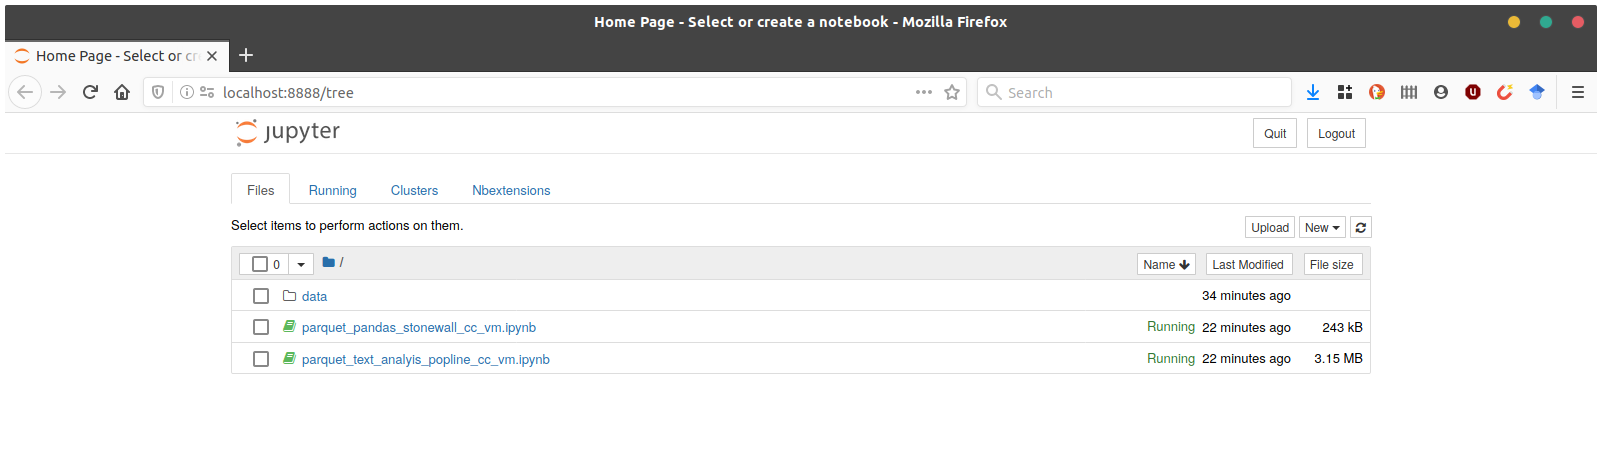 Home Page - Select or create a notebook - Mozilla Firefox
Home Page - Select or cr
localhost:8888/tree
Search
jupyter
Quit
Logout
Files Running Clusters Nbextensions
Select items to perform actions on them.
Upload New
0 / Name Last Modified File size
data 34 minutes ago
parquet_pandas_stonewall_cc_vm.ipynb Running 22 minutes ago 243 kB
parquet_text_analyis_popline_cc_vm.ipynb Running 22 minutes ago 3.15 MB